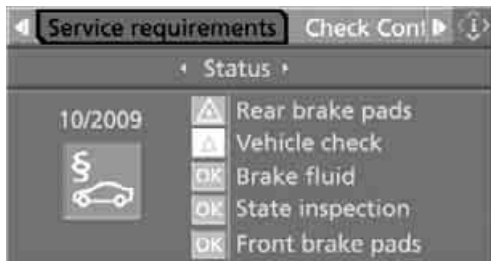 Service requirements Check Cont i
Status
10/2009
§
Rear brake pads
Vehicle check
OK Brake fluid
OK State inspection
OK Front brake pads